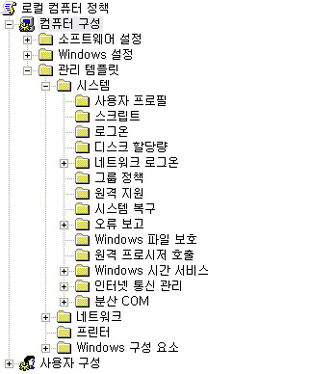 로컬 컴퓨터 정책
컴퓨터 구성
소프트웨어 설정
Windows 설정
관리 템플릿
시스템
사용자 프로필
스크립트
로그온
디스크 할당량
네트워크 로그온
그룹 정책
원격 지원
시스템 복구
오류 보고
Windows 파일 보호
원격 프로시저 호출
Windows 시간 서비스
인터넷 통신 관리
분산 COM
네트워크
프린터
Windows 구성 요소
사용자 구성